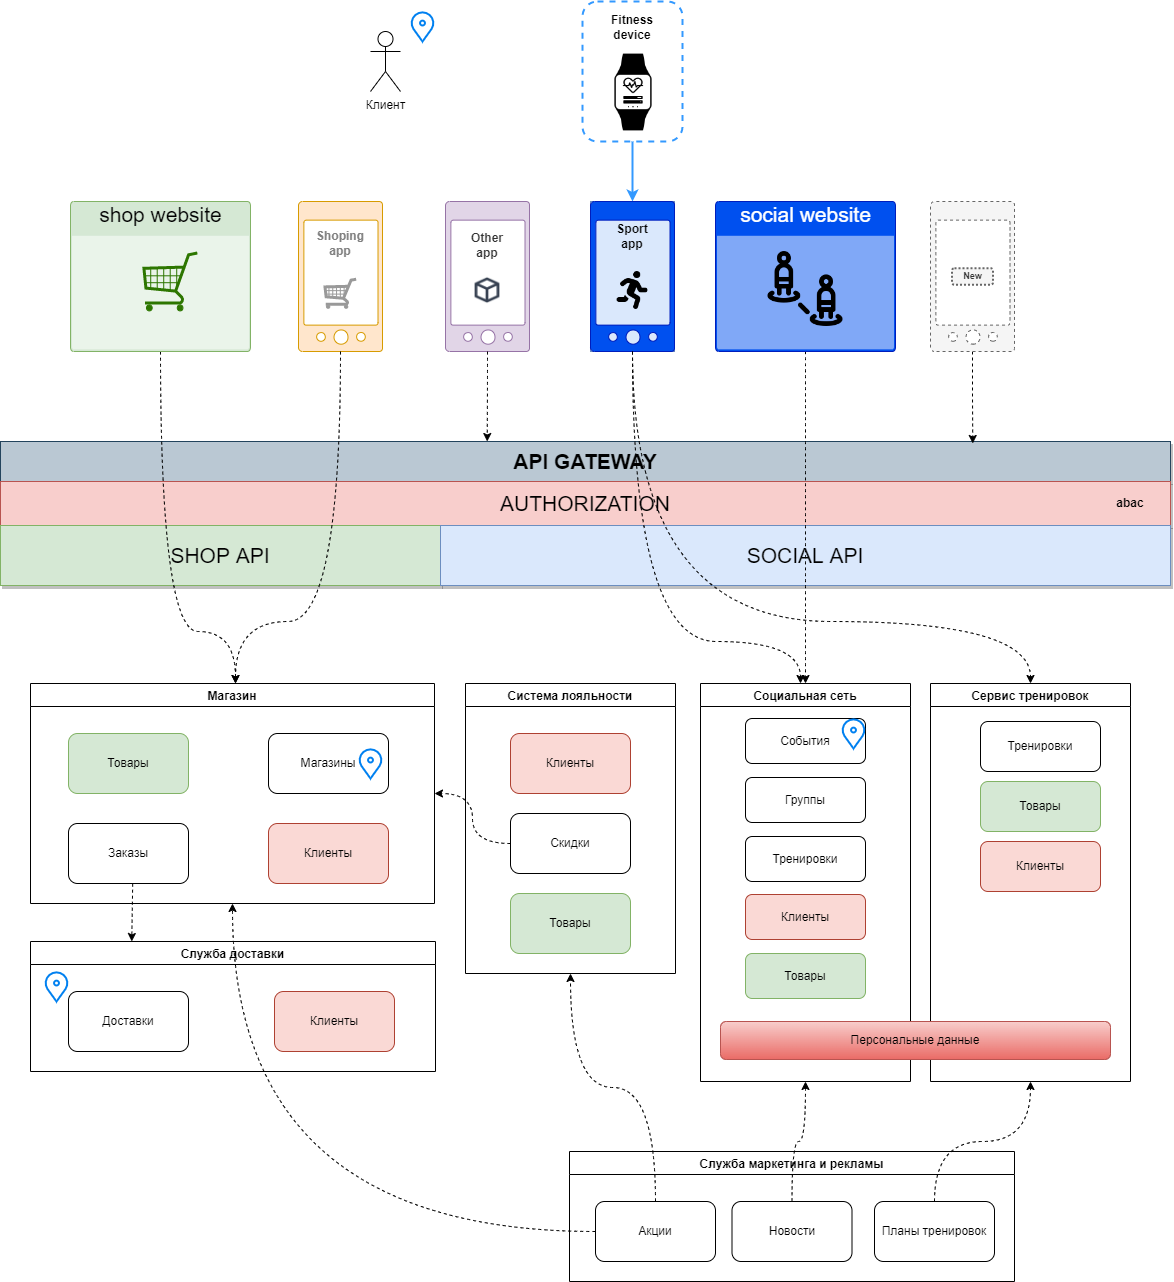 Клиент
Fitness
device
shop website
Shoping
app
Other
app
Sport
app
social website
New
API GATEWAY
AUTHORIZATION
abac
SHOP API
SOCIAL API
Магазин
Товары
Магазины
Заказы
Клиенты
Система лояльности
Клиенты
Скидки
Товары
Социальная сеть
События
Группы
Тренировки
Клиенты
Товары
Сервис тренировок
Тренировки
Товары
Клиенты
Персональные данные
Служба доставки
Доставки
Клиенты
Служба маркетинга и рекламы
Акции
Новости
Планы тренировок